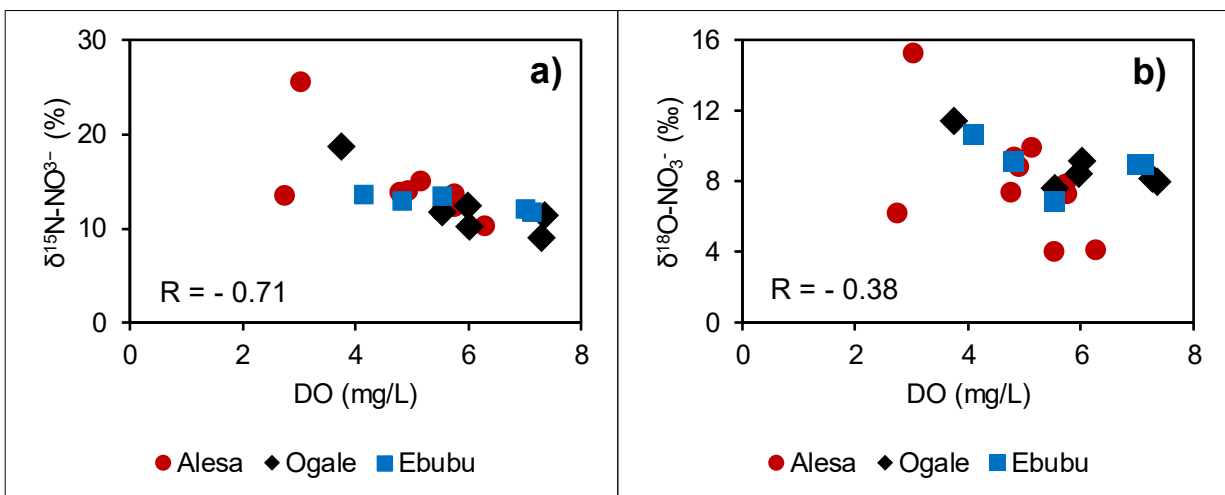 a)
30
20
10
0
0 2 4 6 8
δ¹⁵N-NO³⁻ (%)
R = - 0.71
DO (mg/L)
Alesa Ogale Ebubu
b)
16
12
8
4
0
0 2 4 6 8
δ¹⁸O-NO₃⁻ (‰)
R = - 0.38
DO (mg/L)
Alesa Ogale Ebubu